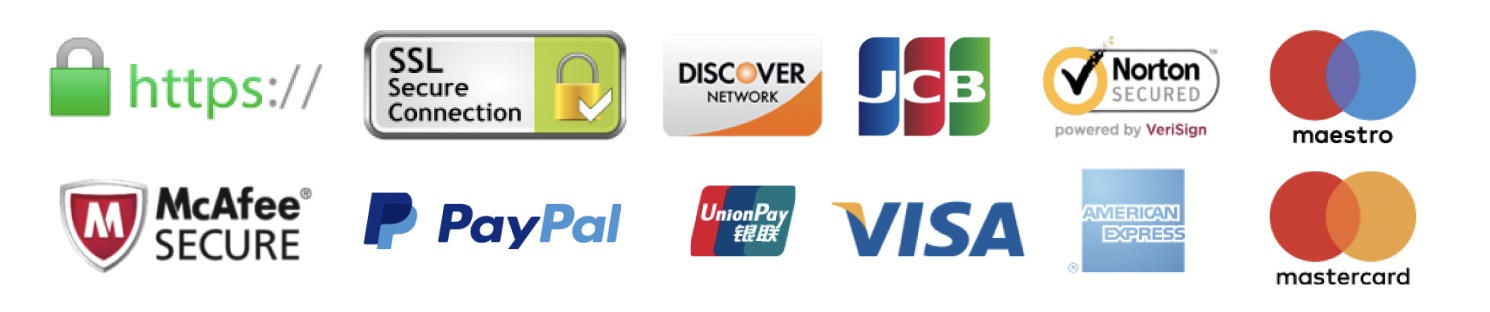 https://
SSL
Secure
Connection
DISCOVER
NETWORK
JCB
Norton™
SECURED
powered by VeriSign
maestro
M
McAfee®
SECURE
PayPal
UnionPay
银联
VISA
AMERICAN
EXPRESS
®
mastercard